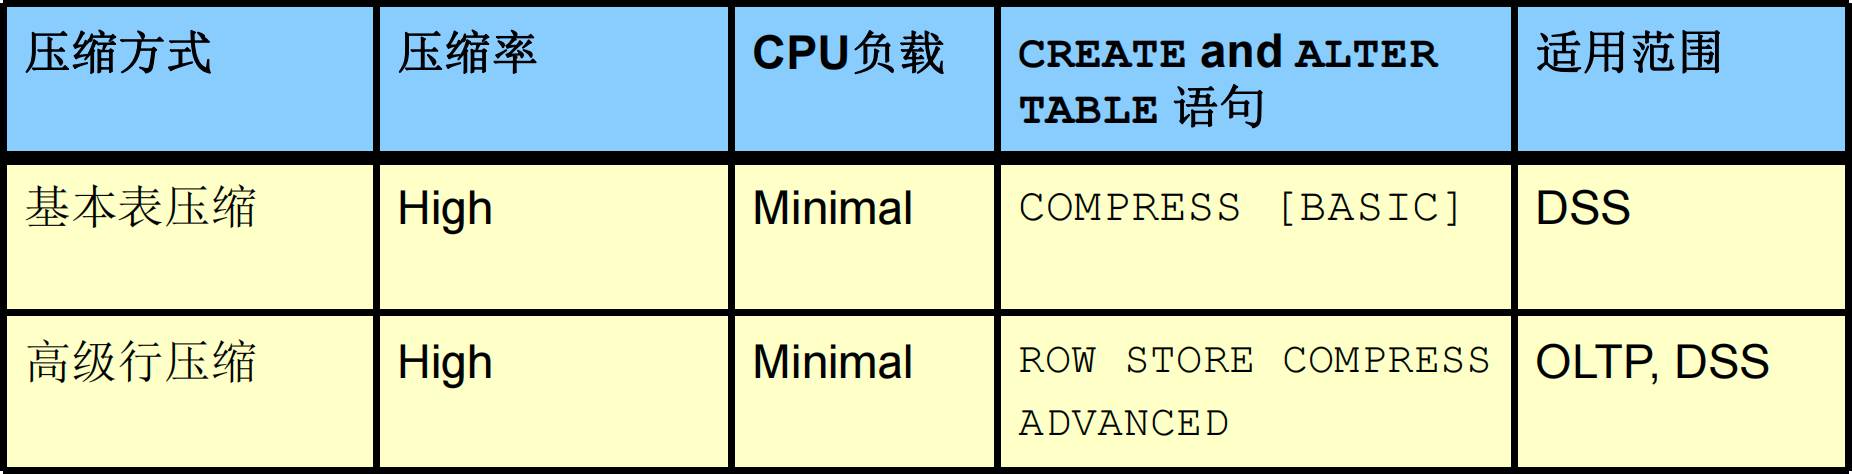 压缩方式
压缩率
CPU负载
CREATE and ALTER
TABLE 语句
适用范围
基本表压缩
High
Minimal
COMPRESS [BASIC]
DSS
高级行压缩
High
Minimal
ROW STORE COMPRESS
ADVANCED
OLTP, DSS